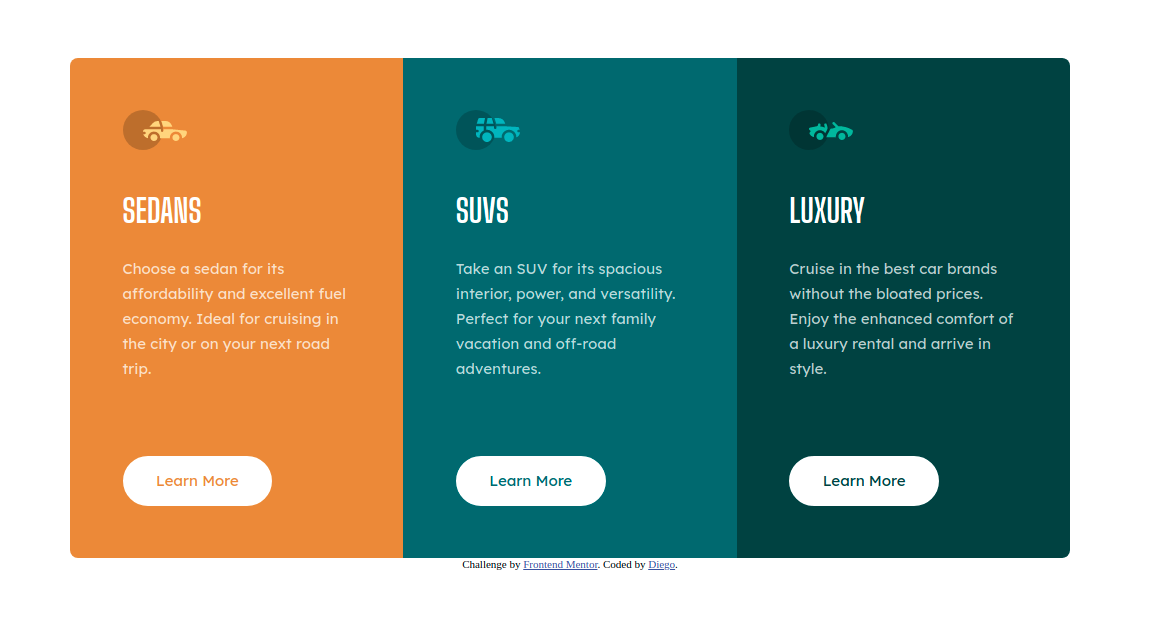 SEDANS
Choose a sedan for its
affordability and excellent fuel
economy. Ideal for cruising in
the city or on your next road
trip.
Learn More
SUVS
Take an SUV for its spacious
interior, power, and versatility.
Perfect for your next family
vacation and off-road
adventures.
Learn More
LUXURY
Cruise in the best car brands
without the bloated prices.
Enjoy the enhanced comfort of
a luxury rental and arrive in
style.
Learn More
Challenge by Frontend Mentor. Coded by Diego.